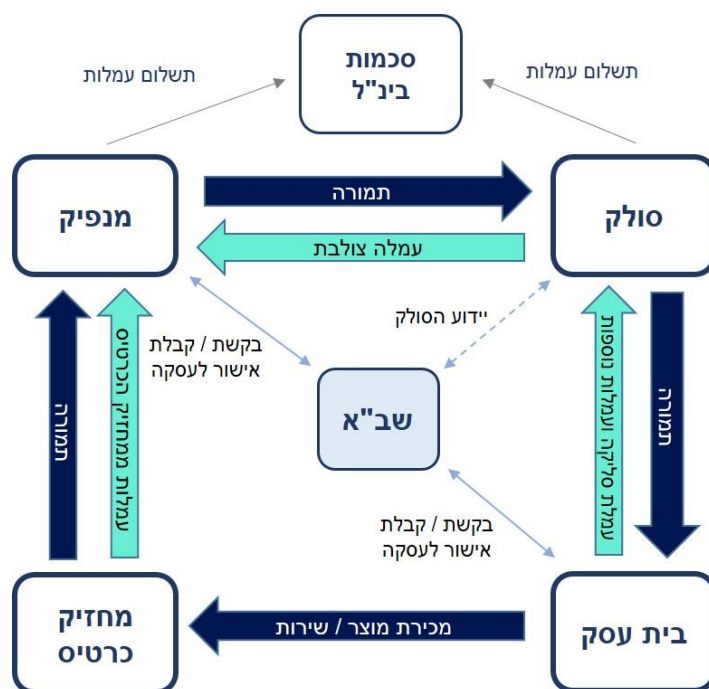 סכמות
בינ"ל
תשלום עמלות
תשלום עמלות
סולק
מנפיק
תמורה
עמלה צולבת
יידוע הסולק
בקשת / קבלת
אישור לעסקה
שב"א
תמורה
עמלת סליקה ועמלות נוספות
עמלות ממחזיק הכרטיס
תמורה
בקשת / קבלת
אישור לעסקה
בית עסק
מכירת מוצר / שירות
מחזיק
כרטיס